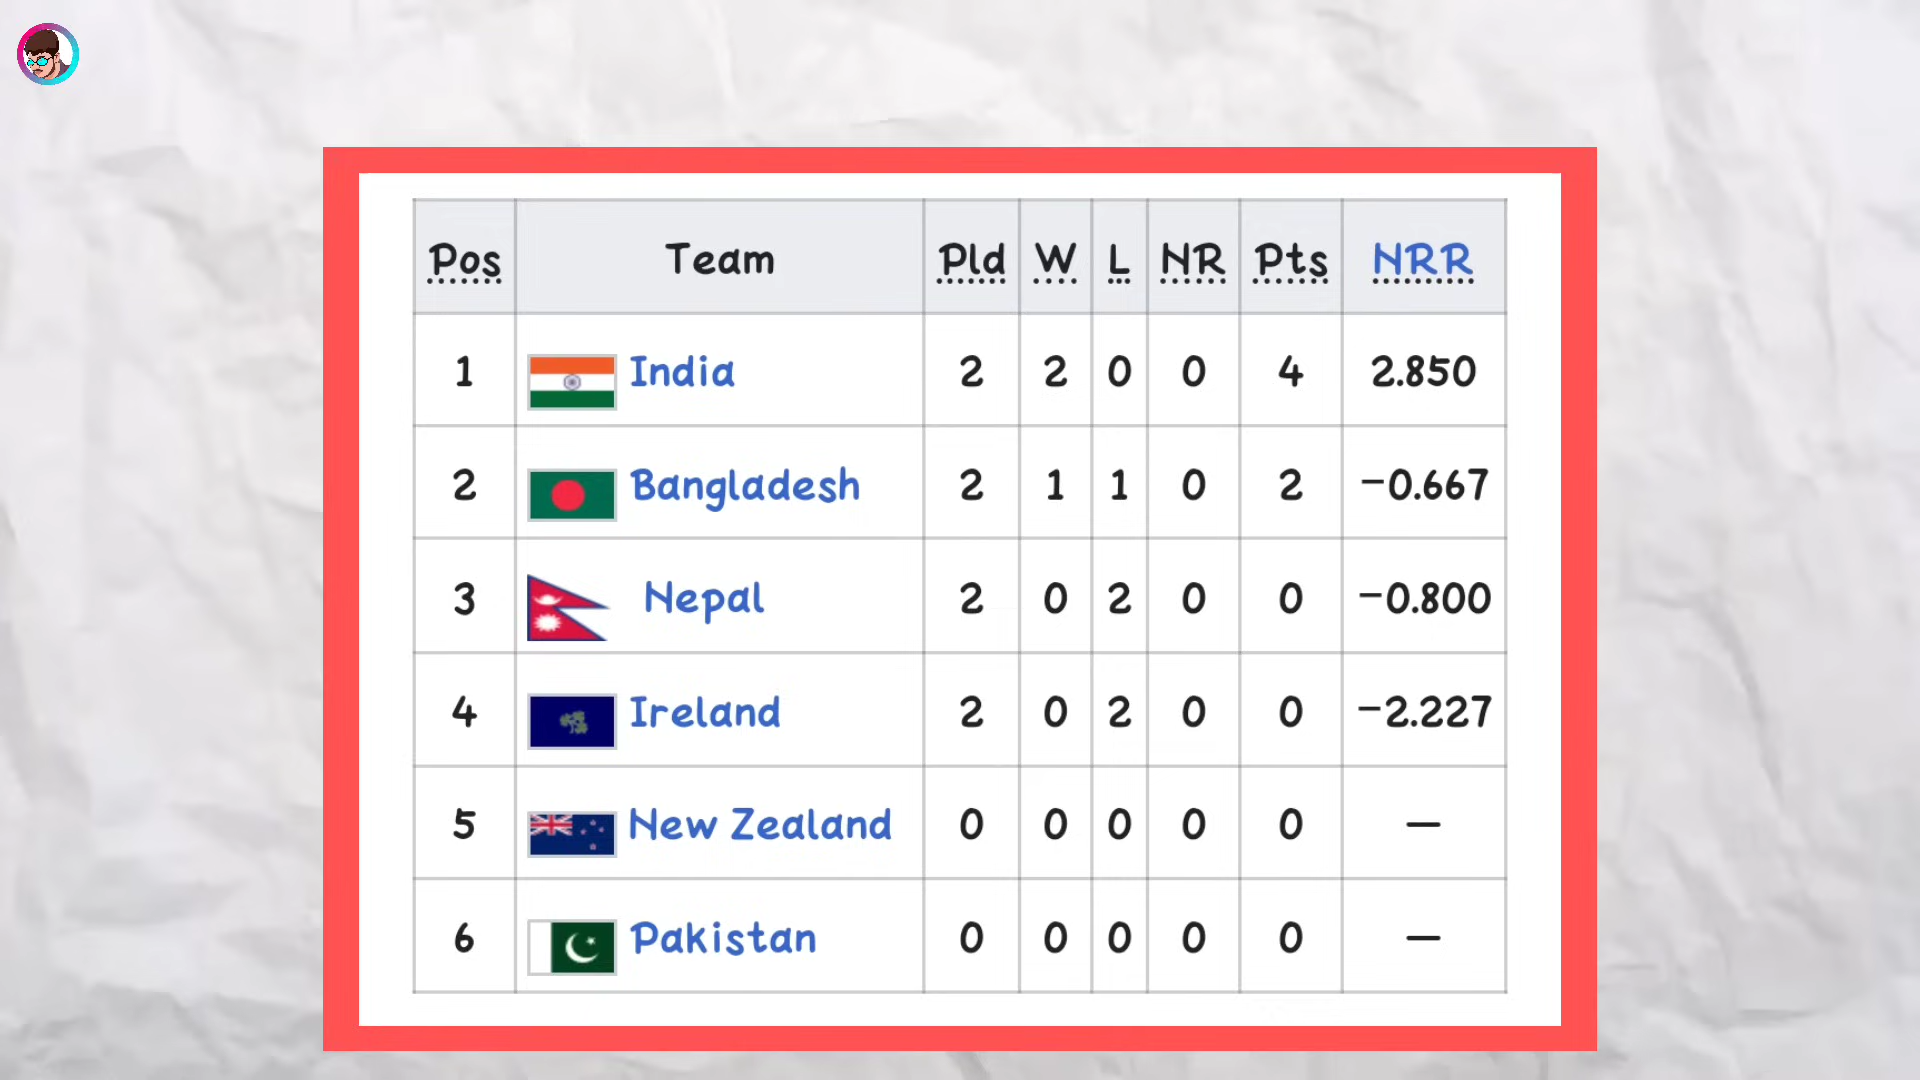 Pos Team Pld W L NR Pts NRR
1 India 2 2 0 0 4 2.850
2 Bangladesh 2 1 1 0 2 −0.667
3 Nepal 2 0 2 0 0 −0.800
4 Ireland 2 0 2 0 0 −2.227
5 New Zealand 0 0 0 0 0 —
6 Pakistan 0 0 0 0 0 —